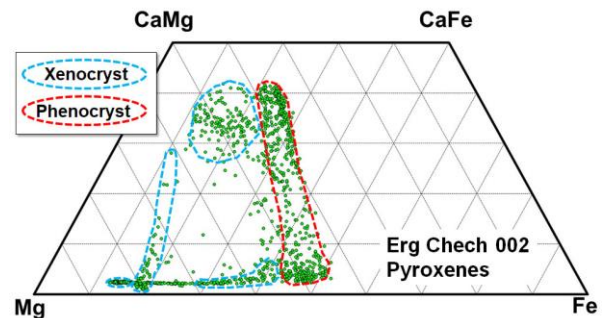 CaMg
CaFe
Xenocryst
Phenocryst
Erg Chech 002
Pyroxenes
Mg
Fe